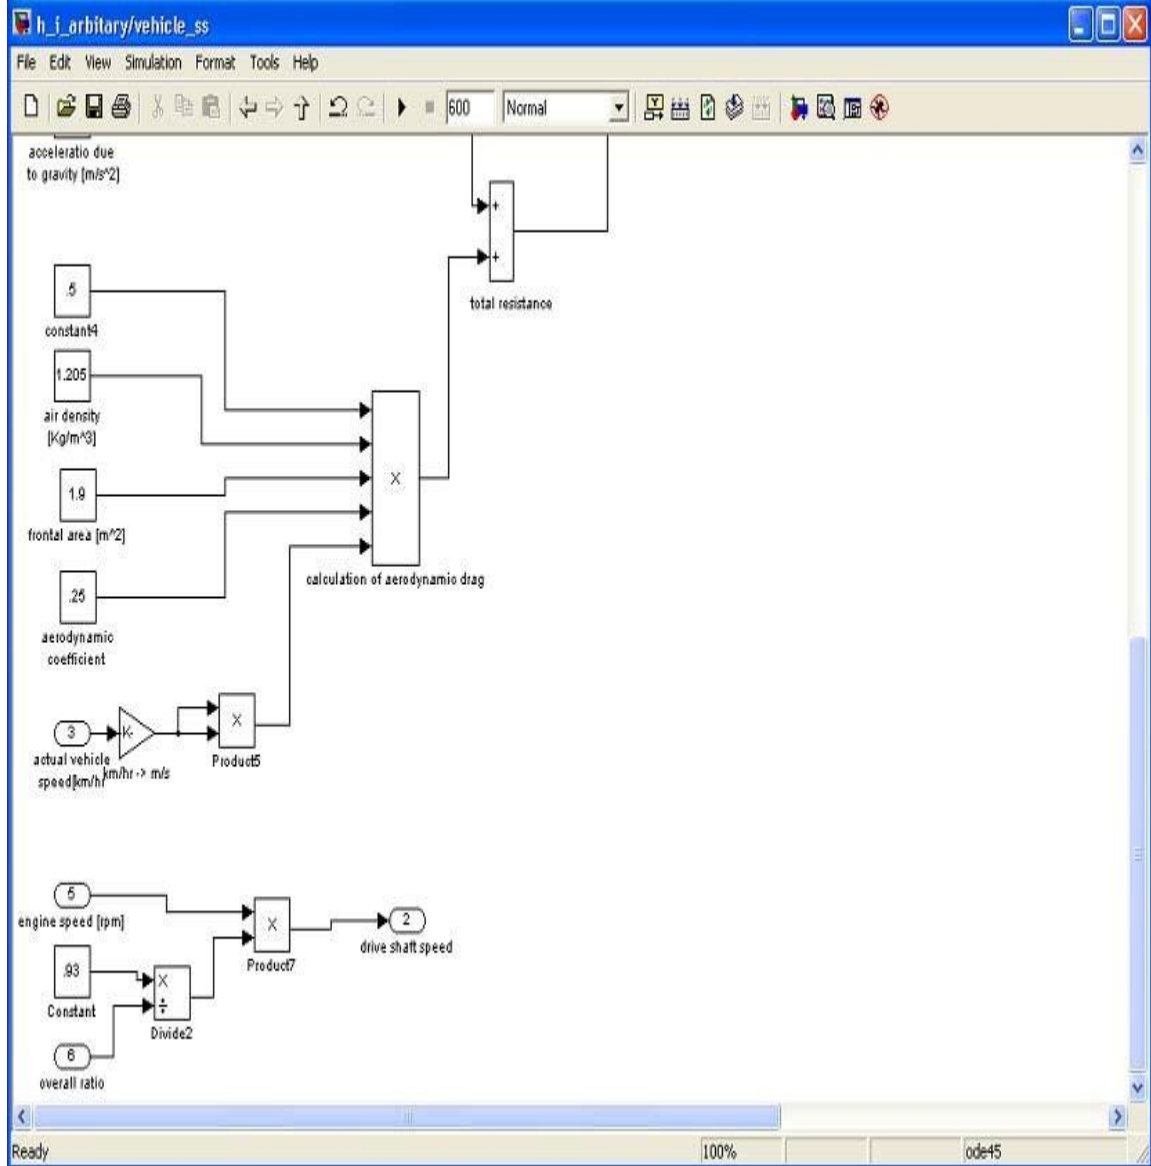 h_i_arbitary/vehicle_ss
File Edit View Simulation Format Tools Help
600 Normal
acceleratio due
to gravity [m/s^2]
+
+
total resistance
.5
constant4
1.205
air density
[Kg/m^3]
1.9
frontal area [m^2]
X
calculation of aerodynamic drag
.25
aerodynamic
coefficient
3
K-
X
actual vehicle
speed[km/hr
km/hr -> m/s
Product5
5
engine speed [rpm]
X
Product7
2
drive shaft speed
.93
Constant
X
÷
Divide2
6
overall ratio
Ready 100% ode45